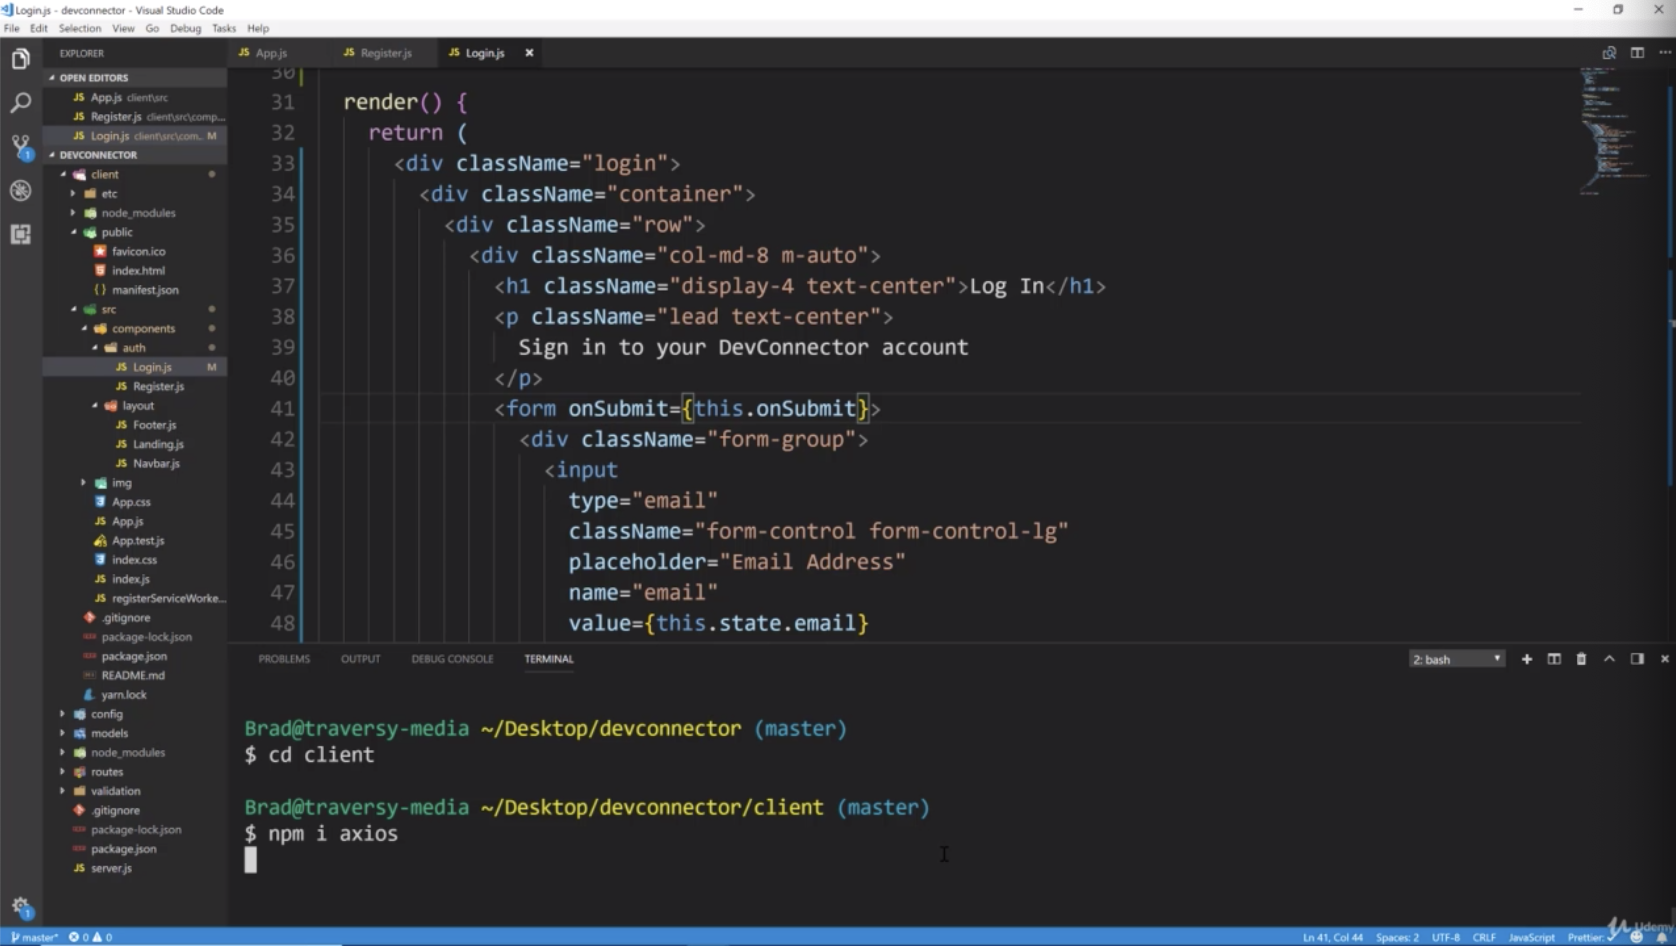 Login.js - devconnector - Visual Studio Code
File Edit Selection View Go Debug Tasks Help
EXPLORER
OPEN EDITORS
JS App.js client\src
JS Register.js client\src\comp...
JS Login.js client\src\com... M
DEVCONNECTOR
client
etc
node_modules
public
favicon.ico
index.html
{ } manifest.json
src
components
auth
JS Login.js M
JS Register.js
layout
JS Footer.js
JS Landing.js
JS Navbar.js
img
App.css
JS App.js
App.test.js
index.css
JS index.js
JS registerServiceWorke...
.gitignore
package-lock.json
package.json
README.md
yarn.lock
config
models
node_modules
routes
validation
.gitignore
package-lock.json
package.json
JS server.js
JS App.js JS Register.js JS Login.js ×
30
31 render() {
32 return (
33 <div className="login">
34 <div className="container">
35 <div className="row">
36 <div className="col-md-8 m-auto">
37 <h1 className="display-4 text-center">Log In</h1>
38 <p className="lead text-center">
39 Sign in to your DevConnector account
40 </p>
41 <form onSubmit={this.onSubmit}>
42 <div className="form-group">
43 <input
44 type="email"
45 className="form-control form-control-lg"
46 placeholder="Email Address"
47 name="email"
48 value={this.state.email}
PROBLEMS OUTPUT DEBUG CONSOLE TERMINAL 2: bash
Brad@traversy-media ~/Desktop/devconnector (master)
$ cd client
Brad@traversy-media ~/Desktop/devconnector/client (master)
$ npm i axios
master* 0 0 Ln 41, Col 44 Spaces: 2 UTF-8 CRLF JavaScript Prettier: ✓
Udemy